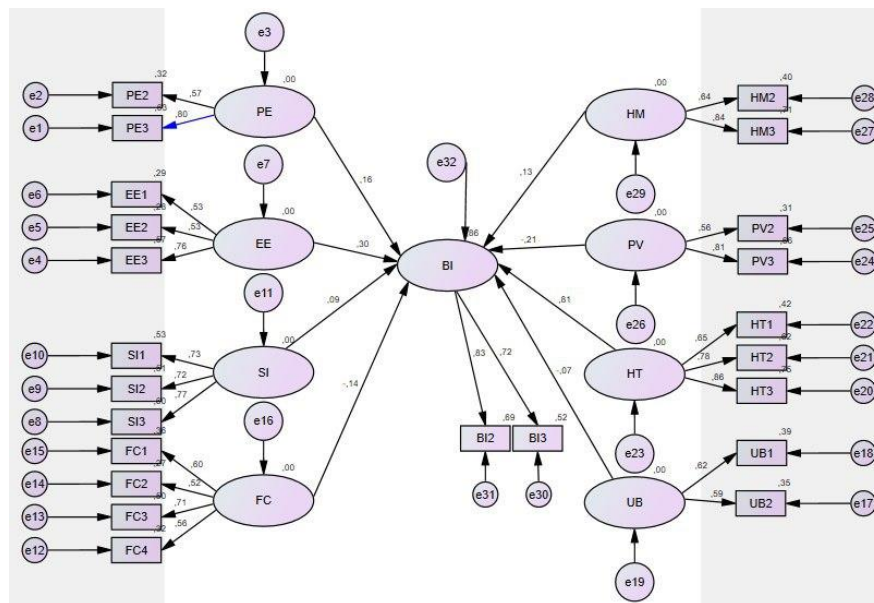 e3
,00
PE
,32
,57
e2
PE2
,80
e1
PE3
e7
,00
EE
,16
,29
e6
EE1
,53
e5
EE2
,53
e4
EE3
,76
,30
e11
,00
SI
,09
,53
e10
SI1
,73
e9
SI2
,72
e8
SI3
,77
e16
,00
FC
-,14
e15
FC1
,60
e14
FC2
,52
e13
FC3
,71
e12
FC4
,56
e32
BI
,83
,72
BI2
,69
BI3
,52
e31
e30
,00
HM
,13
,64
HM2
,40
e28
,84
HM3
e27
e29
,00
PV
-,21
,56
PV2
,31
e25
,81
PV3
e24
e26
,00
HT
,81
,65
HT1
,42
e22
,78
HT2
e21
,86
HT3
e20
e23
,00
UB
-,07
,62
UB1
,39
e18
,59
UB2
,35
e17
e19